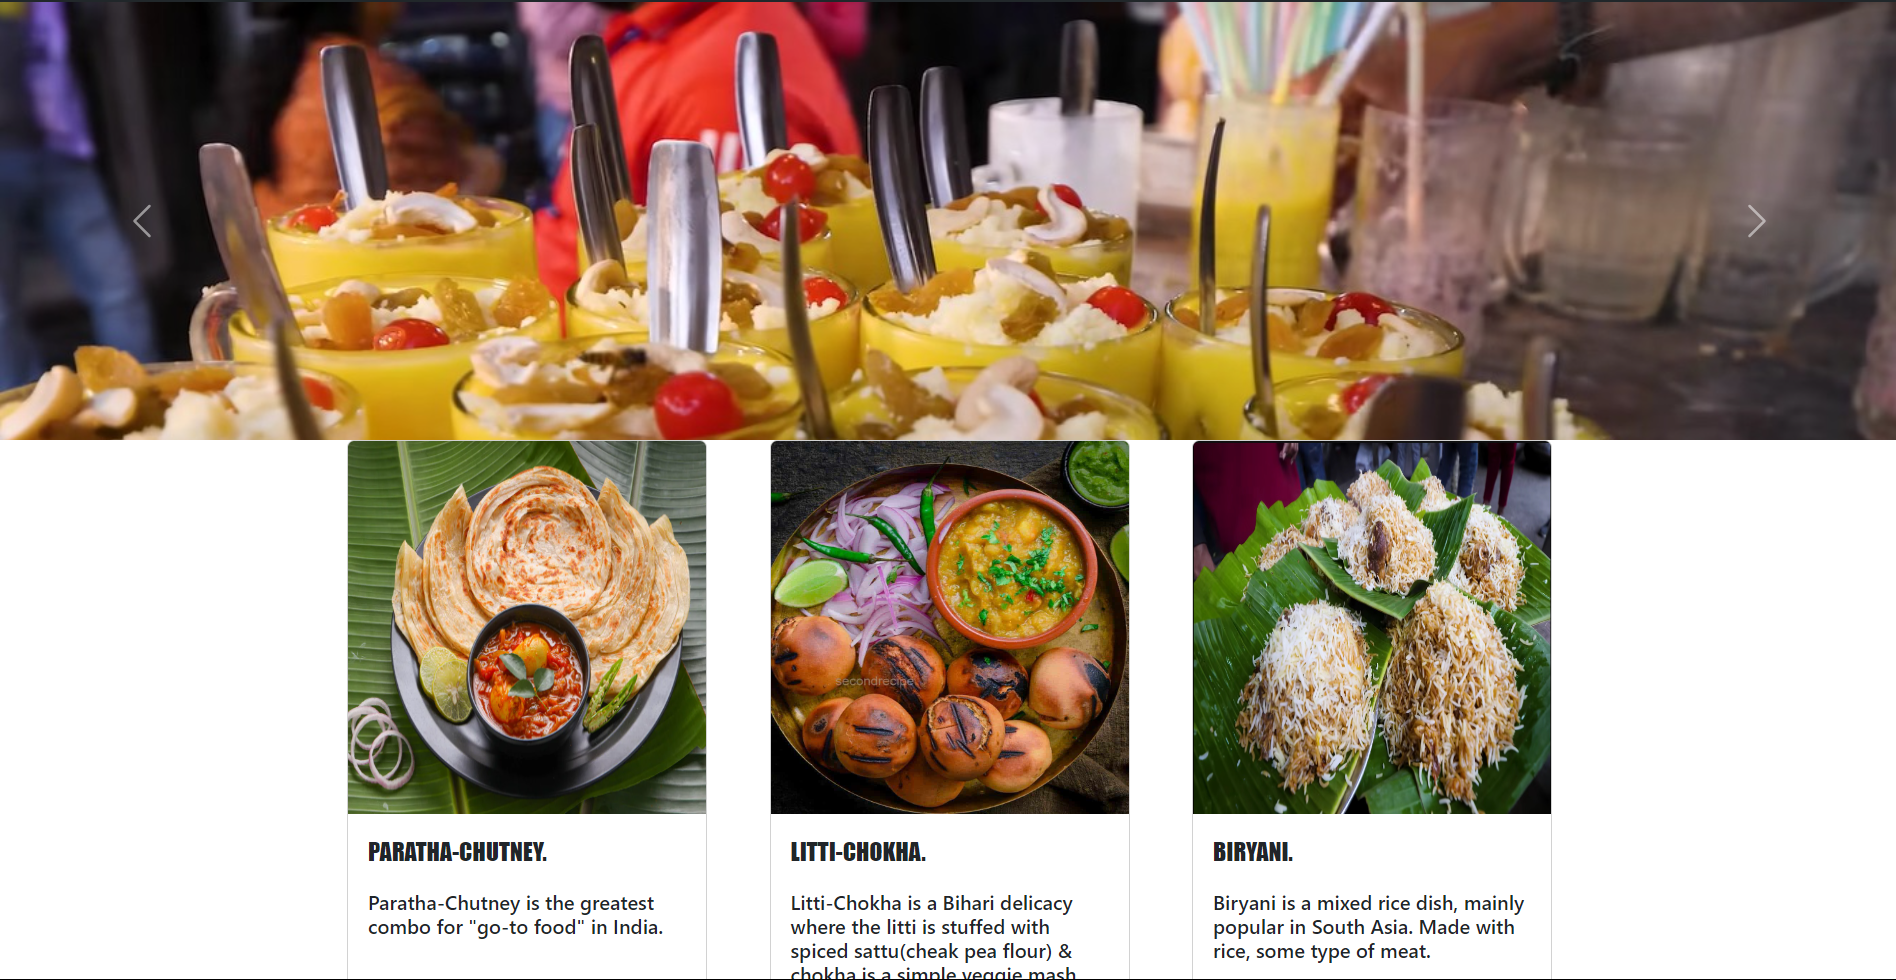 secondrecipe
PARATHA-CHUTNEY.
Paratha-Chutney is the greatest
combo for "go-to food" in India.
LITTI-CHOKHA.
Litti-Chokha is a Bihari delicacy
where the litti is stuffed with
spiced sattu(cheak pea flour) &
chokha is a simple veggie mash
BIRYANI.
Biryani is a mixed rice dish, mainly
popular in South Asia. Made with
rice, some type of meat.